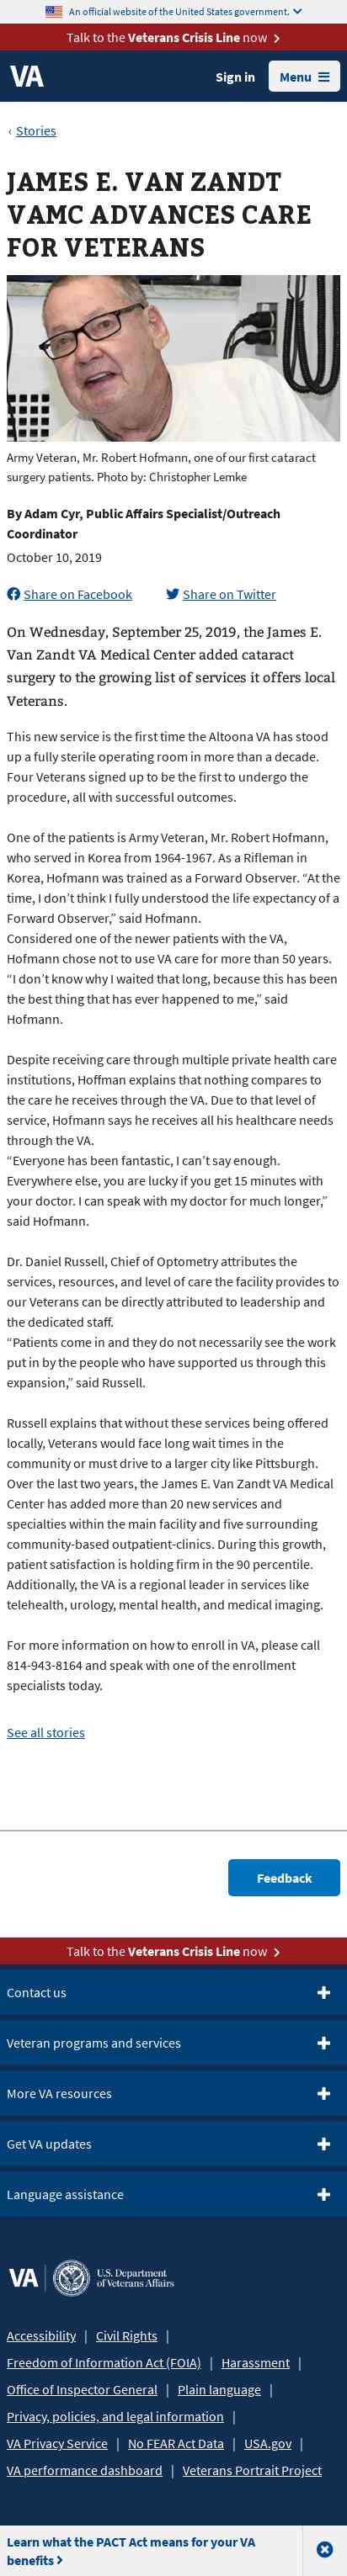 An official website of the United States government.
Talk to the Veterans Crisis Line now
VA
Sign in
Menu
‹ Stories
JAMES E. VAN ZANDT
VAMC ADVANCES CARE
FOR VETERANS
Army Veteran, Mr. Robert Hofmann, one of our first cataract
surgery patients. Photo by: Christopher Lemke
By Adam Cyr, Public Affairs Specialist/Outreach
Coordinator
October 10, 2019
Share on Facebook
Share on Twitter
On Wednesday, September 25, 2019, the James E.
Van Zandt VA Medical Center added cataract
surgery to the growing list of services it offers local
Veterans.
This new service is the first time the Altoona VA has stood
up a fully sterile operating room in more than a decade.
Four Veterans signed up to be the first to undergo the
procedure, all with successful outcomes.
One of the patients is Army Veteran, Mr. Robert Hofmann,
who served in Korea from 1964-1967. As a Rifleman in
Korea, Hofmann was trained as a Forward Observer. “At the
time, I don’t think I fully understood the life expectancy of a
Forward Observer,” said Hofmann.
Considered one of the newer patients with the VA,
Hofmann chose not to use VA care for more than 50 years.
“I don’t know why I waited that long, because this has been
the best thing that has ever happened to me,” said
Hofmann.
Despite receiving care through multiple private health care
institutions, Hoffman explains that nothing compares to
the care he receives through the VA. Due to that level of
service, Hofmann says he receives all his healthcare needs
through the VA.
“Everyone has been fantastic, I can’t say enough.
Everywhere else, you are lucky if you get 15 minutes with
your doctor. I can speak with my doctor for much longer,”
said Hofmann.
Dr. Daniel Russell, Chief of Optometry attributes the
services, resources, and level of care the facility provides to
our Veterans can be directly attributed to leadership and
the dedicated staff.
“Patients come in and they do not necessarily see the work
put in by the people who have supported us through this
expansion,” said Russell.
Russell explains that without these services being offered
locally, Veterans would face long wait times in the
community or must drive to a larger city like Pittsburgh.
Over the last two years, the James E. Van Zandt VA Medical
Center has added more than 20 new services and
specialties within the main facility and five surrounding
community-based outpatient-clinics. During this growth,
patient satisfaction is holding firm in the 90 percentile.
Additionally, the VA is a regional leader in services like
telehealth, urology, mental health, and medical imaging.
For more information on how to enroll in VA, please call
814-943-8164 and speak with one of the enrollment
specialists today.
See all stories
Feedback
Talk to the Veterans Crisis Line now
Contact us
Veteran programs and services
More VA resources
Get VA updates
Language assistance
VA | U.S. Department
of Veterans Affairs
Accessibility | Civil Rights |
Freedom of Information Act (FOIA) | Harassment |
Office of Inspector General | Plain language |
Privacy, policies, and legal information |
VA Privacy Service | No FEAR Act Data | USA.gov |
VA performance dashboard | Veterans Portrait Project
Learn what the PACT Act means for your VA
benefits